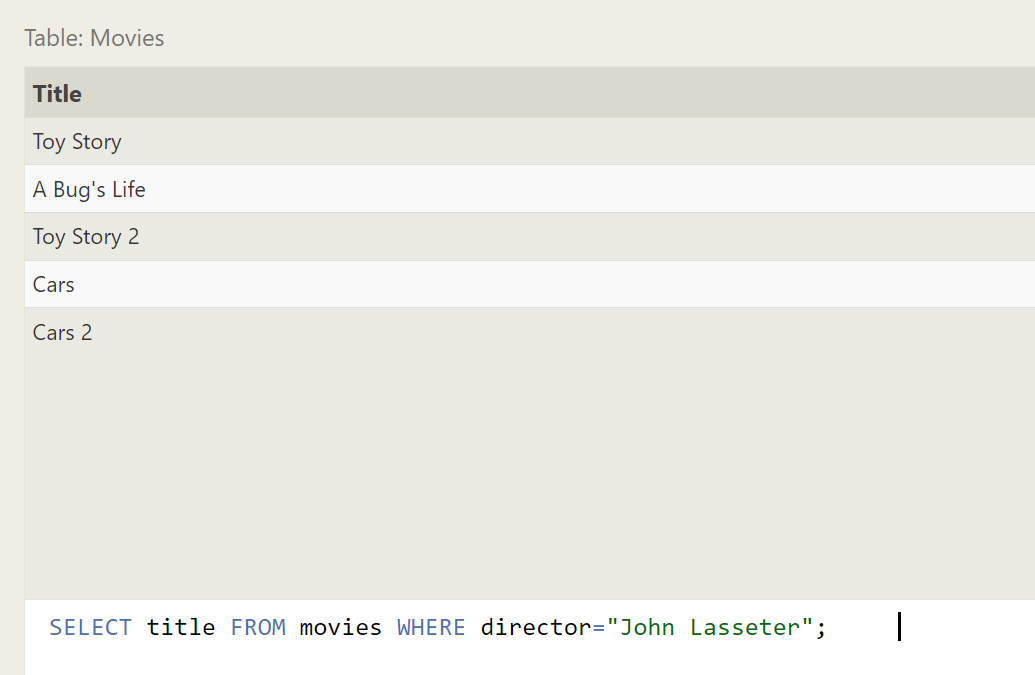 Table: Movies
Title
Toy Story
A Bug's Life
Toy Story 2
Cars
Cars 2
SELECT title FROM movies WHERE director="John Lasseter";